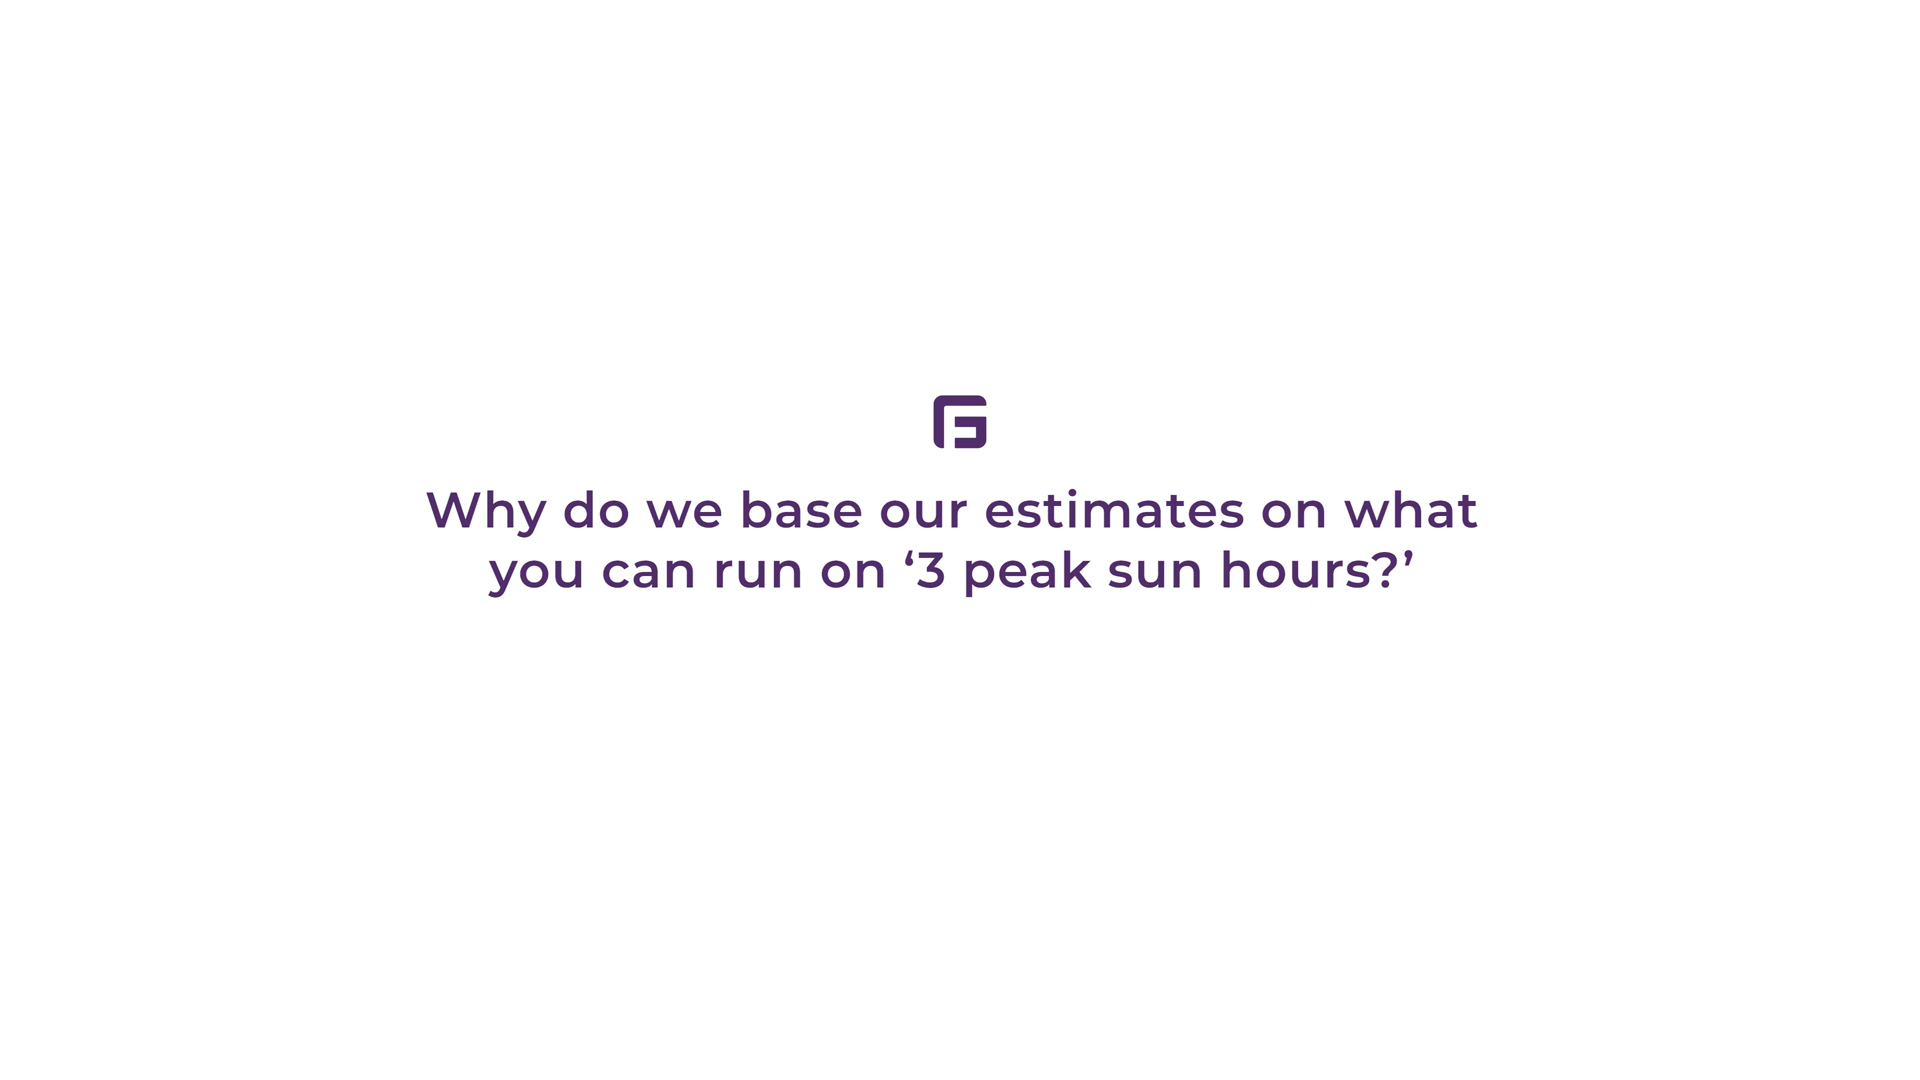 Why do we base our estimates on what
you can run on ‘3 peak sun hours?’